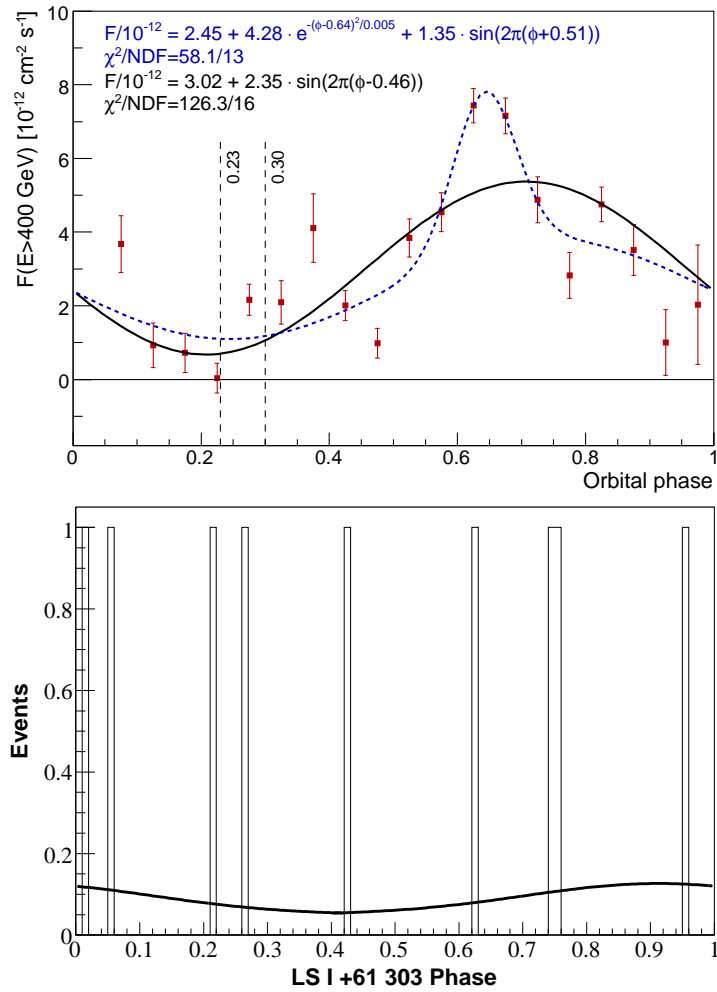 F/10⁻¹² = 2.45 + 4.28 · e^(-(ϕ-0.64)²/0.005) + 1.35 · sin(2π(ϕ+0.51))
χ²/NDF=58.1/13
F/10⁻¹² = 3.02 + 2.35 · sin(2π(ϕ-0.46))
χ²/NDF=126.3/16
0.23
0.30
F(E>400 GeV) [10⁻¹² cm⁻² s⁻¹]
10
8
6
4
2
0
0 0.2 0.4 0.6 0.8 1
Orbital phase
Events
1
0.8
0.6
0.4
0.2
0
0 0.1 0.2 0.3 0.4 0.5 0.6 0.7 0.8 0.9 1
LS I +61 303 Phase